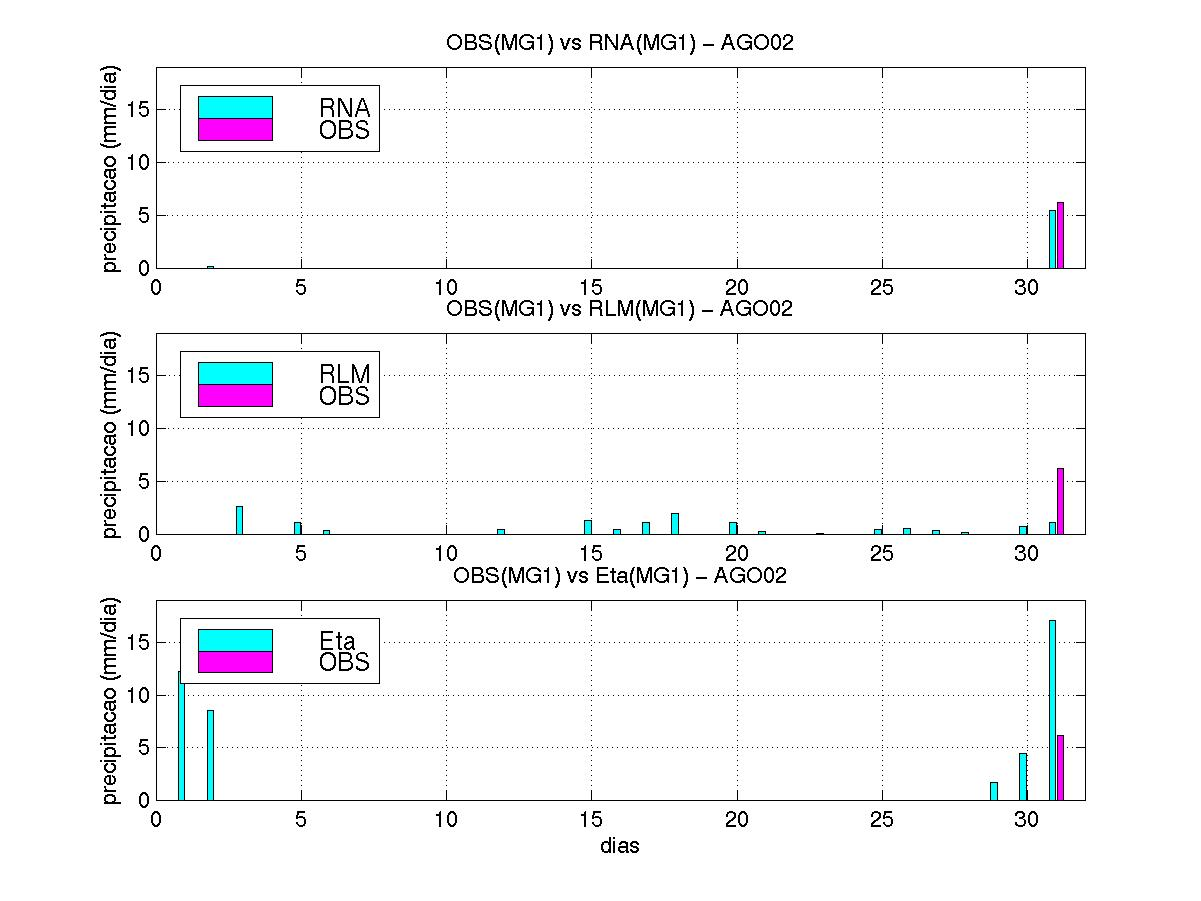 OBS(MG1) vs RNA(MG1) − AGO02
precipitacao (mm/dia)
15
10
5
0
RNA
OBS
0 5 10 15 20 25 30
OBS(MG1) vs RLM(MG1) − AGO02
precipitacao (mm/dia)
15
10
5
0
RLM
OBS
0 5 10 15 20 25 30
OBS(MG1) vs Eta(MG1) − AGO02
precipitacao (mm/dia)
15
10
5
0
Eta
OBS
0 5 10 15 20 25 30
dias